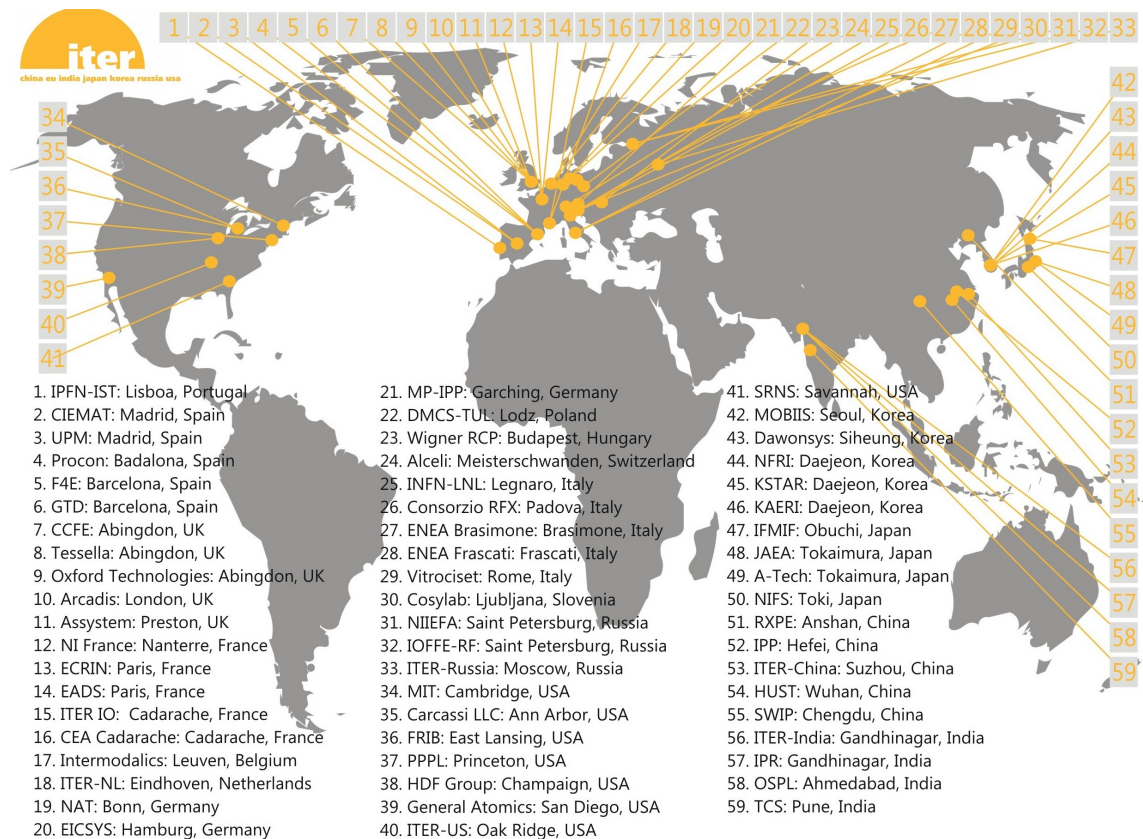 iter
china eu india japan korea russia usa
1 2 3 4 5 6 7 8 9 10 11 12 13 14 15 16 17 18 19 20 21 22 23 24 25 26 27 28 29 30 31 32 33
34
35
36
37
38
39
40
41
42
43
44
45
46
47
48
49
50
51
52
53
54
55
56
57
58
59
1. IPFN-IST: Lisboa, Portugal
2. CIEMAT: Madrid, Spain
3. UPM: Madrid, Spain
4. Procon: Badalona, Spain
5. F4E: Barcelona, Spain
6. GTD: Barcelona, Spain
7. CCFE: Abingdon, UK
8. Tessella: Abingdon, UK
9. Oxford Technologies: Abingdon, UK
10. Arcadis: London, UK
11. Assystem: Preston, UK
12. NI France: Nanterre, France
13. ECRIN: Paris, France
14. EADS: Paris, France
15. ITER IO: Cadarache, France
16. CEA Cadarache: Cadarache, France
17. Intermodalics: Leuven, Belgium
18. ITER-NL: Eindhoven, Netherlands
19. NAT: Bonn, Germany
20. EICSYS: Hamburg, Germany
21. MP-IPP: Garching, Germany
22. DMCS-TUL: Lodz, Poland
23. Wigner RCP: Budapest, Hungary
24. Alceli: Meisterschwanden, Switzerland
25. INFN-LNL: Legnaro, Italy
26. Consorzio RFX: Padova, Italy
27. ENEA Brasimone: Brasimone, Italy
28. ENEA Frascati: Frascati, Italy
29. Vitrociset: Rome, Italy
30. Cosylab: Ljubljana, Slovenia
31. NIIEFA: Saint Petersburg, Russia
32. IOFFE-RF: Saint Petersburg, Russia
33. ITER-Russia: Moscow, Russia
34. MIT: Cambridge, USA
35. Carcassi LLC: Ann Arbor, USA
36. FRIB: East Lansing, USA
37. PPPL: Princeton, USA
38. HDF Group: Champaign, USA
39. General Atomics: San Diego, USA
40. ITER-US: Oak Ridge, USA
41. SRNS: Savannah, USA
42. MOBIIS: Seoul, Korea
43. Dawonsys: Siheung, Korea
44. NFRI: Daejeon, Korea
45. KSTAR: Daejeon, Korea
46. KAERI: Daejeon, Korea
47. IFMIF: Obuchi, Japan
48. JAEA: Tokaimura, Japan
49. A-Tech: Tokaimura, Japan
50. NIFS: Toki, Japan
51. RXPE: Anshan, China
52. IPP: Hefei, China
53. ITER-China: Suzhou, China
54. HUST: Wuhan, China
55. SWIP: Chengdu, China
56. ITER-India: Gandhinagar, India
57. IPR: Gandhinagar, India
58. OSPL: Ahmedabad, India
59. TCS: Pune, India